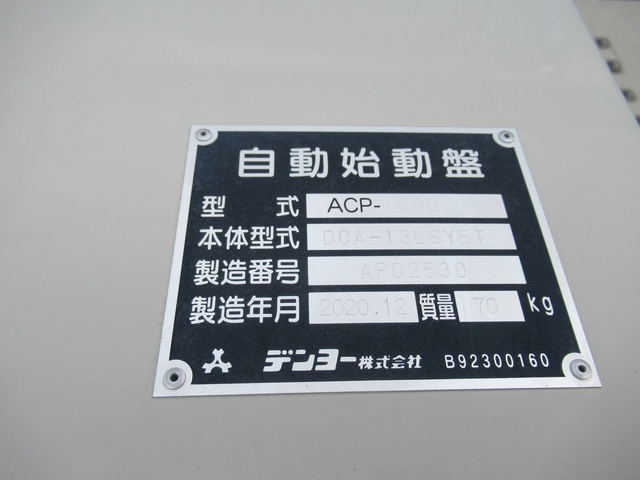 自動始動盤
型式 ACP-300
本体型式 DCA-13LSYET
製造番号 AP02530
製造年月 2020.12 質量 70 kg
デンヨー株式会社 B92300160